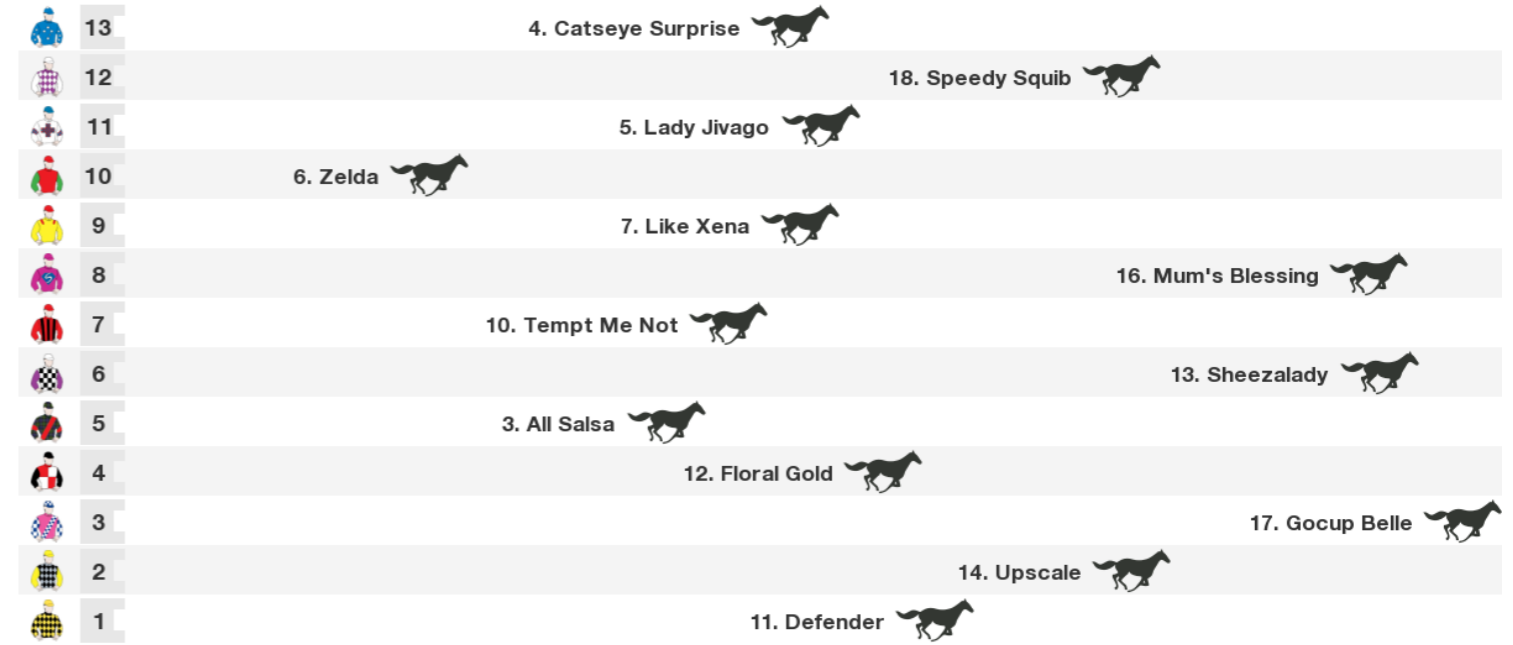 13 4. Catseye Surprise
12 18. Speedy Squib
11 5. Lady Jivago
10 6. Zelda
9 7. Like Xena
8 16. Mum's Blessing
7 10. Tempt Me Not
6 13. Sheezalady
5 3. All Salsa
4 12. Floral Gold
3 17. Gocup Belle
2 14. Upscale
1 11. Defender